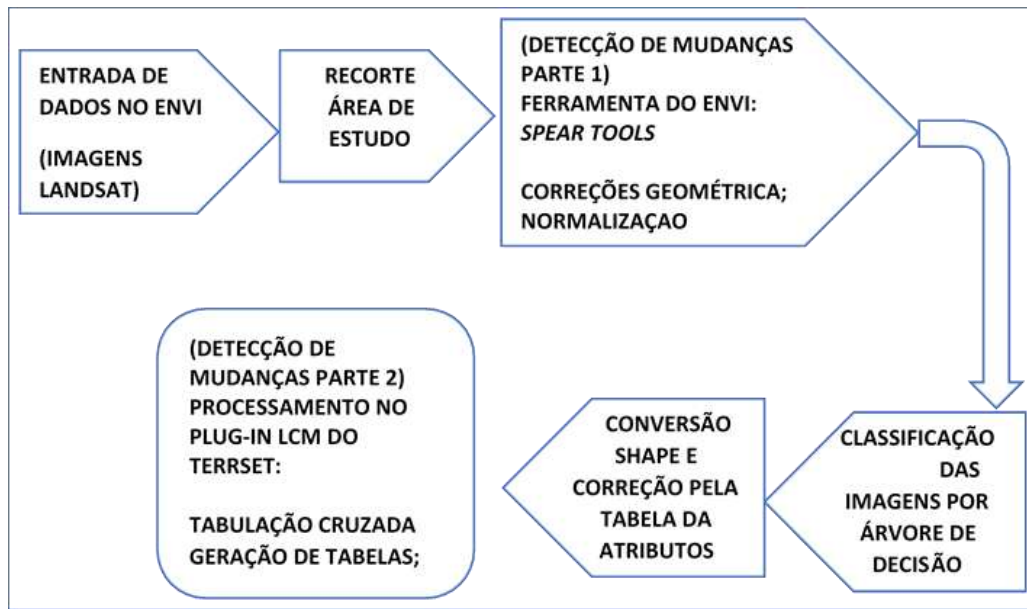 ENTRADA DE
DADOS NO ENVI
(IMAGENS
LANDSAT)
RECORTE
ÁREA DE
ESTUDO
(DETECÇÃO DE MUDANÇAS
PARTE 1)
FERRAMENTA DO ENVI:
SPEAR TOOLS
CORREÇÕES GEOMÉTRICA;
NORMALIZAÇAO
CLASSIFICAÇÃO
DAS
IMAGENS POR
ÁRVORE DE
DECISÃO
CONVERSÃO
SHAPE E
CORREÇÃO PELA
TABELA DA
ATRIBUTOS
(DETECÇÃO DE
MUDANÇAS PARTE 2)
PROCESSAMENTO NO
PLUG-IN LCM DO
TERRSET:
TABULAÇÃO CRUZADA
GERAÇÃO DE TABELAS;